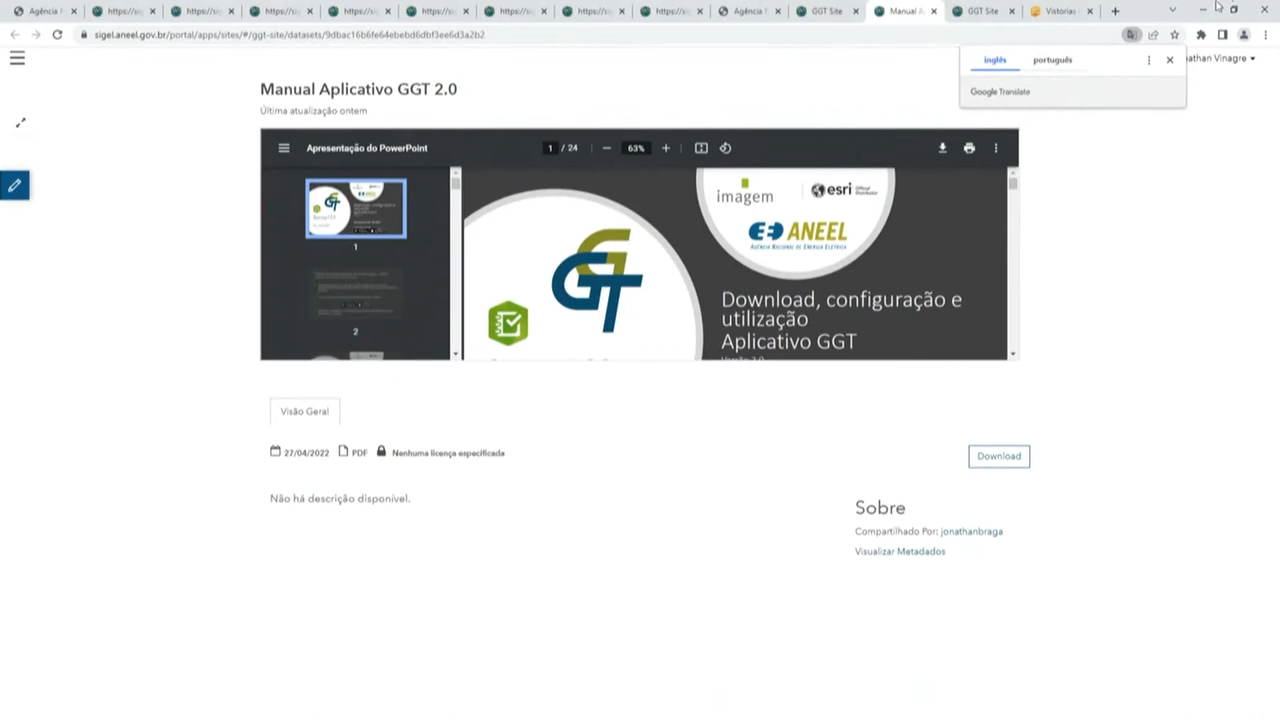 Agência
https://sig
https://sig
https://sig
https://sig
https://sig
https://sig
https://sig
https://sig
Agência
GGT Site
Manual A
GGT Site
Vistorias
sigel.aneel.gov.br/portal/apps/sites/#/ggt-site/datasets/9dbac16b6fe64ebebd6dbf3ee6d3a2b2
inglês português
athan Vinagre
Google Translate
Manual Aplicativo GGT 2.0
Última atualização ontem
Apresentação do PowerPoint 1 / 24 63%
1
2
imagem esri Official Distributor
ANEEL
AGÊNCIA NACIONAL DE ENERGIA ELÉTRICA
GGT
Download, configuração e
utilização
Aplicativo GGT
Visão Geral
27/04/2022 PDF Nenhuma licença especificada
Download
Não há descrição disponível.
Sobre
Compartilhado Por: jonathanbraga
Visualizar Metadados